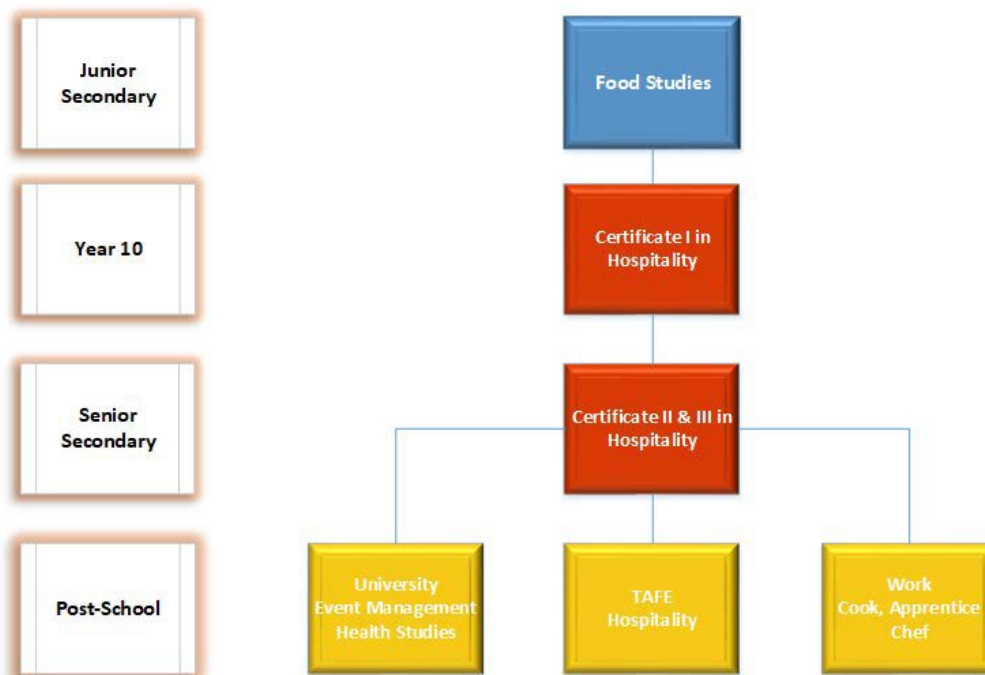 Junior
Secondary
Food Studies
Year 10
Certificate I in
Hospitality
Senior
Secondary
Certificate II & III in
Hospitality
Post-School
University
Event Management
Health Studies
TAFE
Hospitality
Work
Cook, Apprentice
Chef